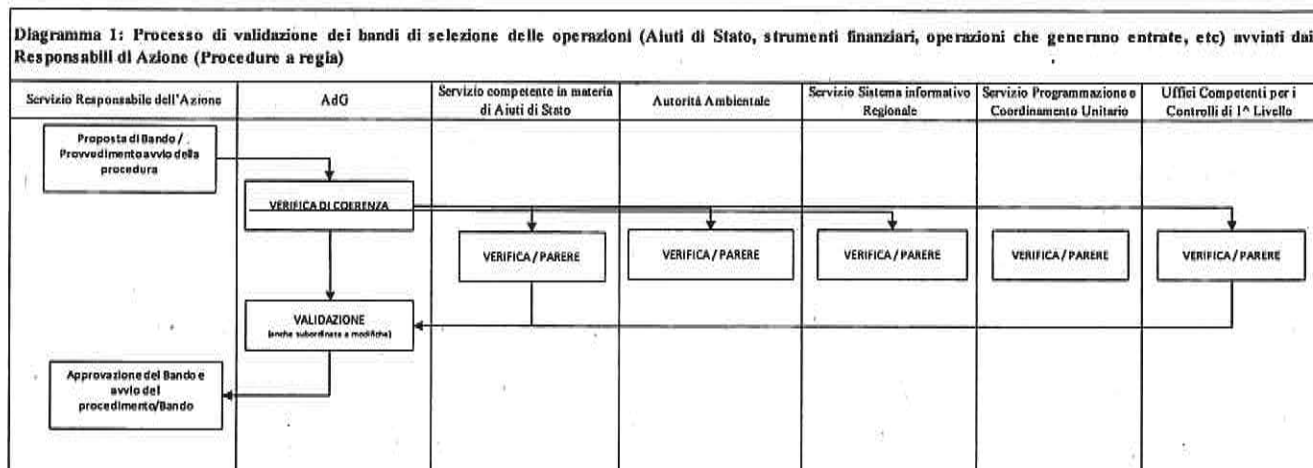 Diagramma 1: Processo di validazione dei bandi di selezione delle operazioni (Aiuti di Stato, strumenti finanziari, operazioni che generano entrate, etc) avviati dai
Responsabili di Azione (Procedure a regia)
Servizio Responsabile dell'Azione
AdG
Servizio competente in materia
di Aiuti di Stato
Autorità Ambientale
Servizio Sistema informativo
Regionale
Servizio Programmazione e
Coordinamento Unitario
Uffici Competenti per i
Controlli di 1^ Livello
Proposta di Bando /
Provvedimento avvio della
procedura
VERIFICA DI COERENZA
VERIFICA / PARERE
VERIFICA / PARERE
VERIFICA / PARERE
VERIFICA / PARERE
VERIFICA / PARERE
VALIDAZIONE
(anche subordinata a modifiche)
Approvazione del Bando e
avvio del
procedimento/Bando